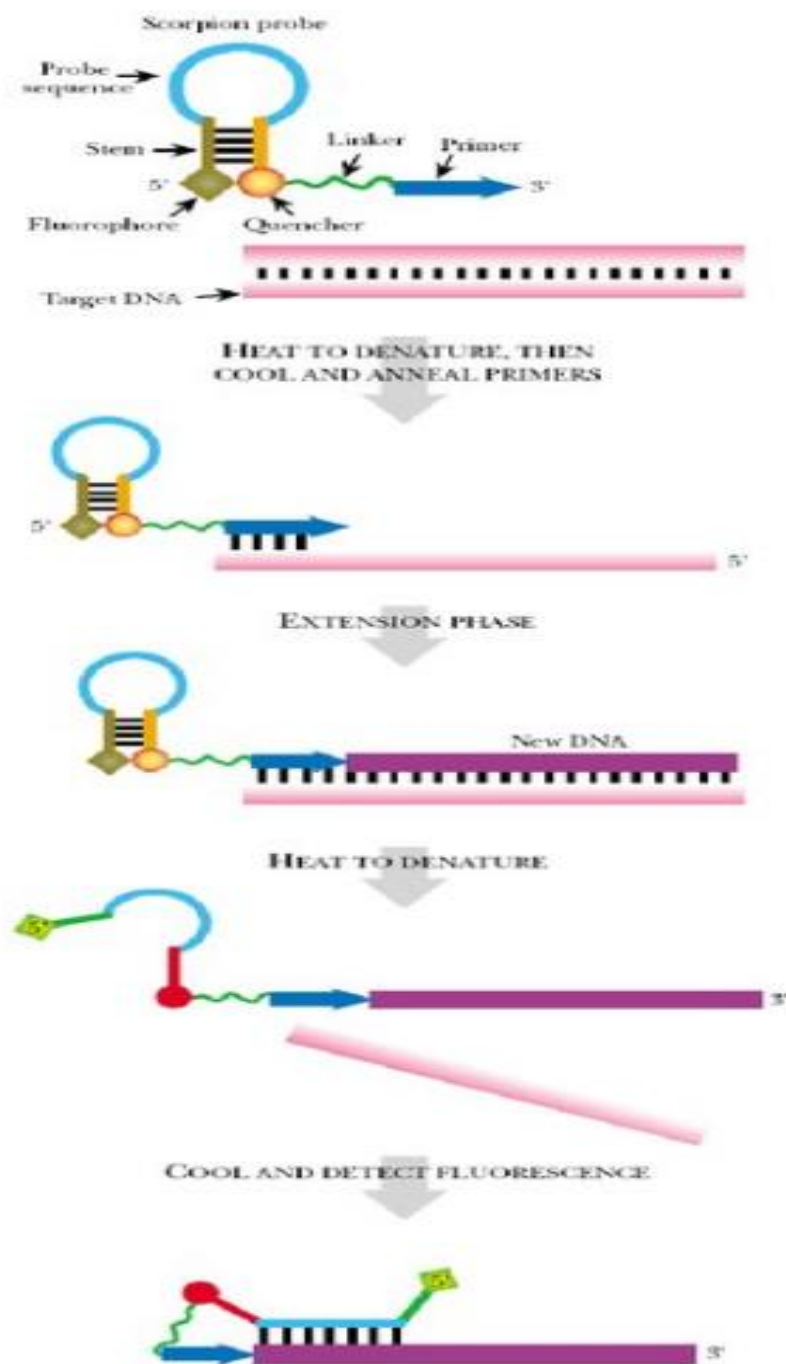 Scorpion probe
Probe
sequence
Stem
Linker
Primer
5'
3'
Fluorophore
Quencher
Target DNA
HEAT TO DENATURE, THEN
COOL AND ANNEAL PRIMERS
5'
5'
EXTENSION PHASE
New DNA
HEAT TO DENATURE
5'
3'
COOL AND DETECT FLUORESCENCE
5'
3'